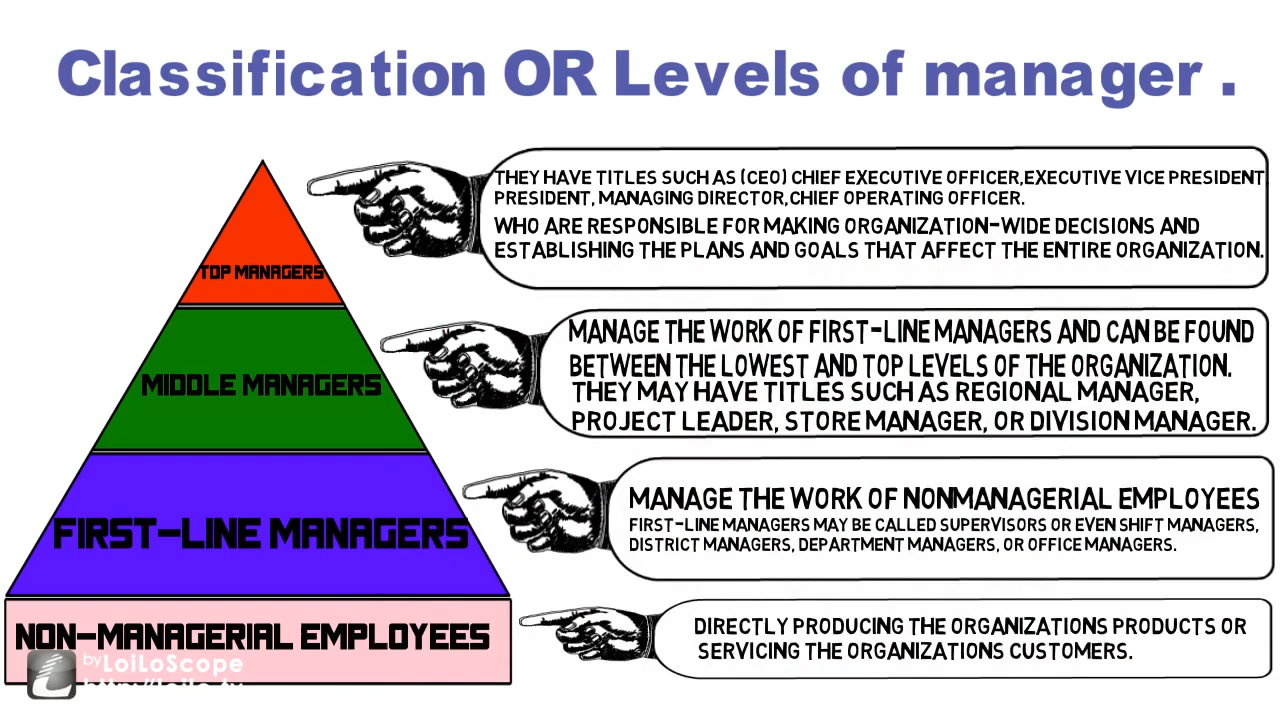 Classification OR Levels of manager .
THEY HAVE TITLES SUCH AS (CEO) CHIEF EXECUTIVE OFFICER,EXECUTIVE VICE PRESIDENT
PRESIDENT, MANAGING DIRECTOR,CHIEF OPERATING OFFICER.
WHO ARE RESPONSIBLE FOR MAKING ORGANIZATION-WIDE DECISIONS AND
ESTABLISHING THE PLANS AND GOALS THAT AFFECT THE ENTIRE ORGANIZATION.
TOP MANAGERS
MANAGE THE WORK OF FIRST-LINE MANAGERS AND CAN BE FOUND
BETWEEN THE LOWEST AND TOP LEVELS OF THE ORGANIZATION.
THEY MAY HAVE TITLES SUCH AS REGIONAL MANAGER,
PROJECT LEADER, STORE MANAGER, OR DIVISION MANAGER.
MIDDLE MANAGERS
MANAGE THE WORK OF NONMANAGERIAL EMPLOYEES
FIRST-LINE MANAGERS MAY BE CALLED SUPERVISORS OR EVEN SHIFT MANAGERS,
DISTRICT MANAGERS, DEPARTMENT MANAGERS, OR OFFICE MANAGERS.
FIRST-LINE MANAGERS
DIRECTLY PRODUCING THE ORGANIZATIONS PRODUCTS OR
SERVICING THE ORGANIZATIONS CUSTOMERS.
NON-MANAGERIAL EMPLOYEES
by LoiLoScope
http://loilo.tv